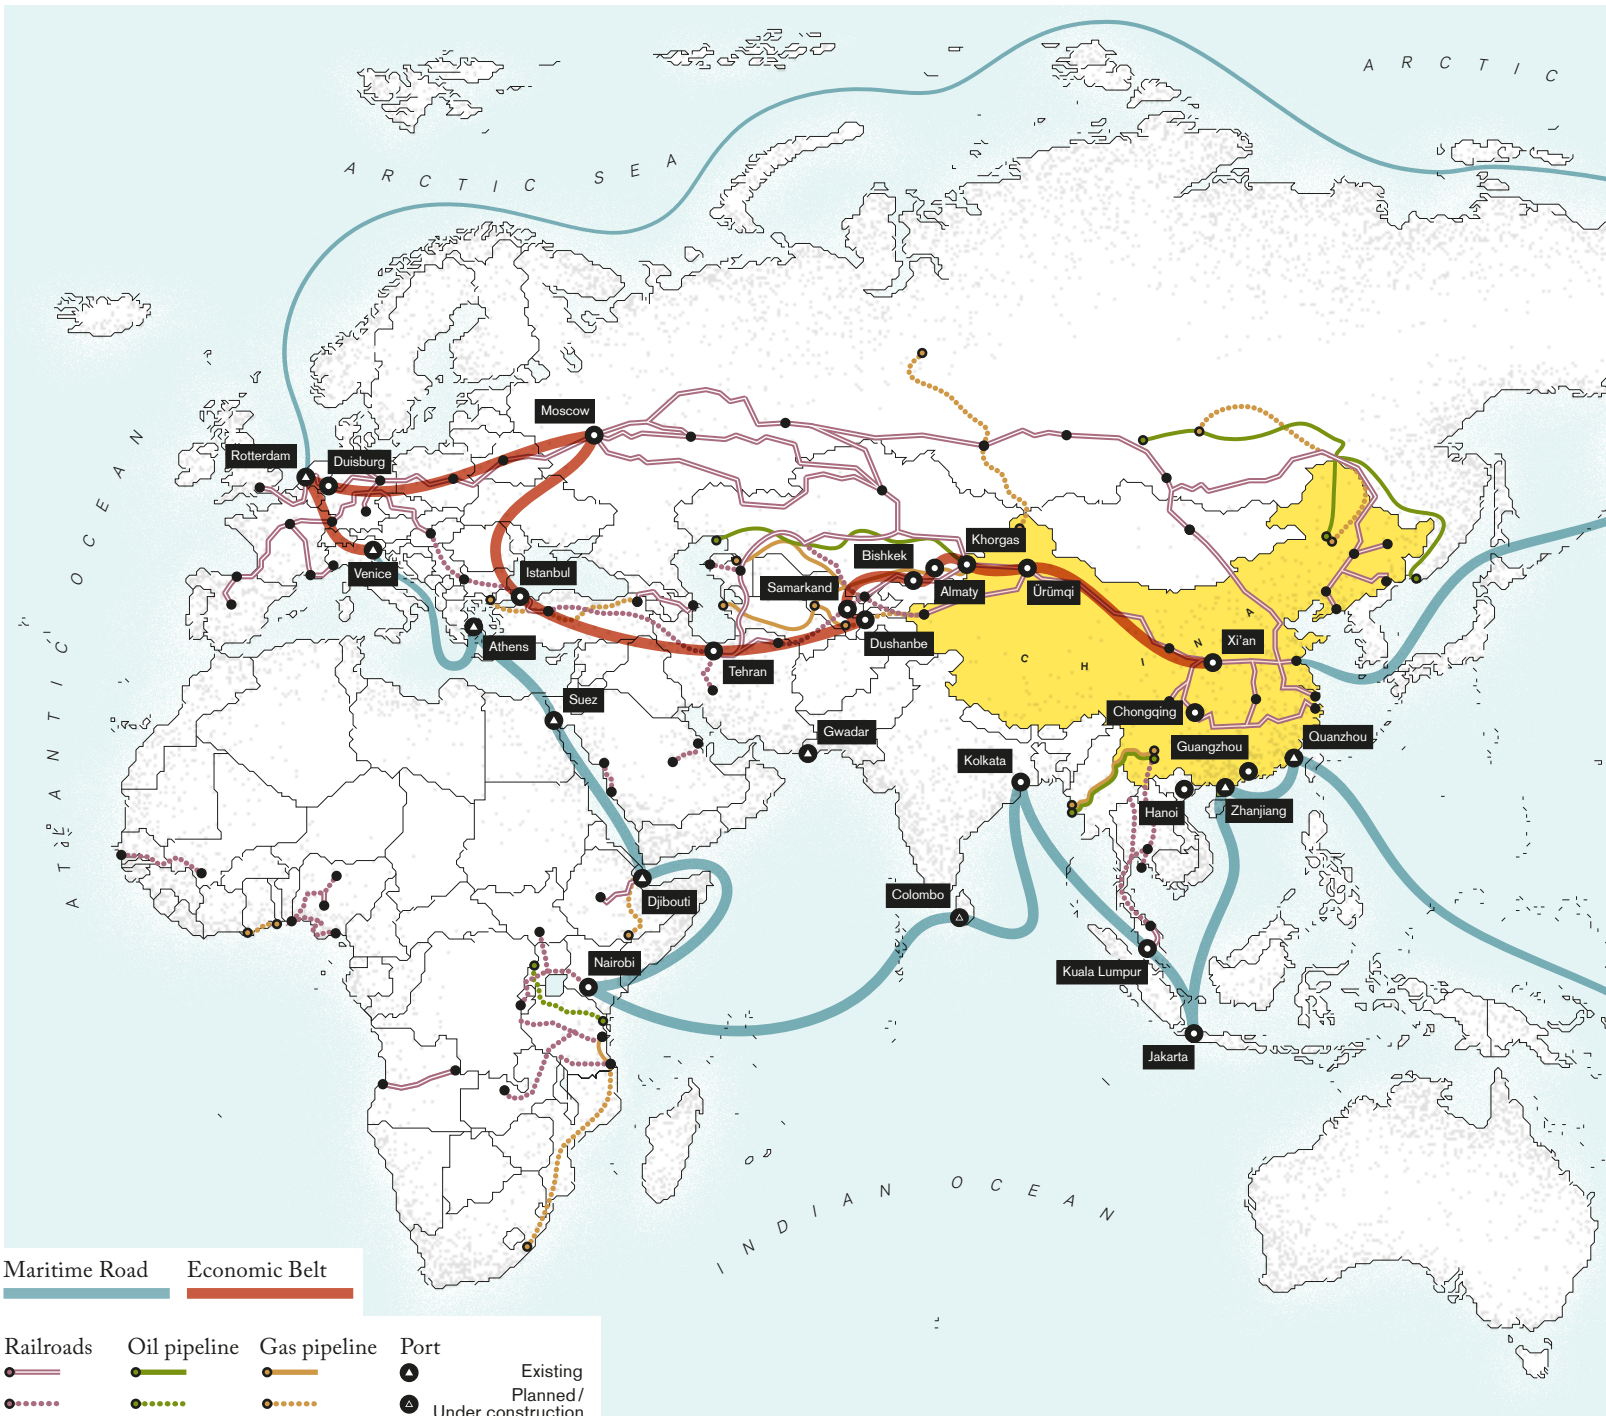 ARCTIC
ARCTIC SEA
ATLANTIC OCEAN
Moscow
Rotterdam
Duisburg
Khorgas
Bishkek
Venice
Istanbul
Samarkand
Almaty
Ürümqi
CHINA
Athens
Dushanbe
Xi'an
Tehran
Suez
Chongqing
Gwadar
Guangzhou
Quanzhou
Kolkata
Hanoi
Zhanjiang
Colombo
Djibouti
Nairobi
Kuala Lumpur
Jakarta
INDIAN OCEAN
Maritime Road
Economic Belt
Railroads
Oil pipeline
Gas pipeline
Port
Existing
Planned/
Under construction